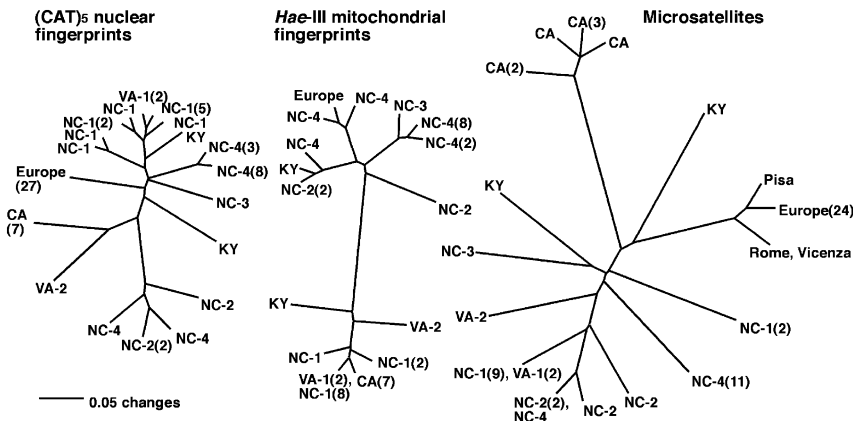 (CAT)5 nuclear
fingerprints
VA-1(2)
NC-1
NC-1(5)
NC-1(2)
NC-1
NC-1
KY
NC-1
NC-4(3)
NC-4(8)
Europe
(27)
NC-3
CA
(7)
KY
VA-2
NC-2
NC-4
NC-4
NC-2(2)
0.05 changes
Hae-III mitochondrial
fingerprints
Europe
NC-4
NC-3
NC-4
NC-4(8)
NC-4(2)
NC-4
KY
NC-2(2)
NC-2
KY
VA-2
NC-1
NC-1(2)
VA-1(2),
NC-1(8)
CA(7)
Microsatellites
CA(3)
CA
CA
CA(2)
KY
Pisa
Europe(24)
Rome, Vicenza
KY
NC-3
VA-2
NC-1(2)
NC-4(11)
NC-1(9), VA-1(2)
NC-2
NC-2(2),
NC-4
NC-2